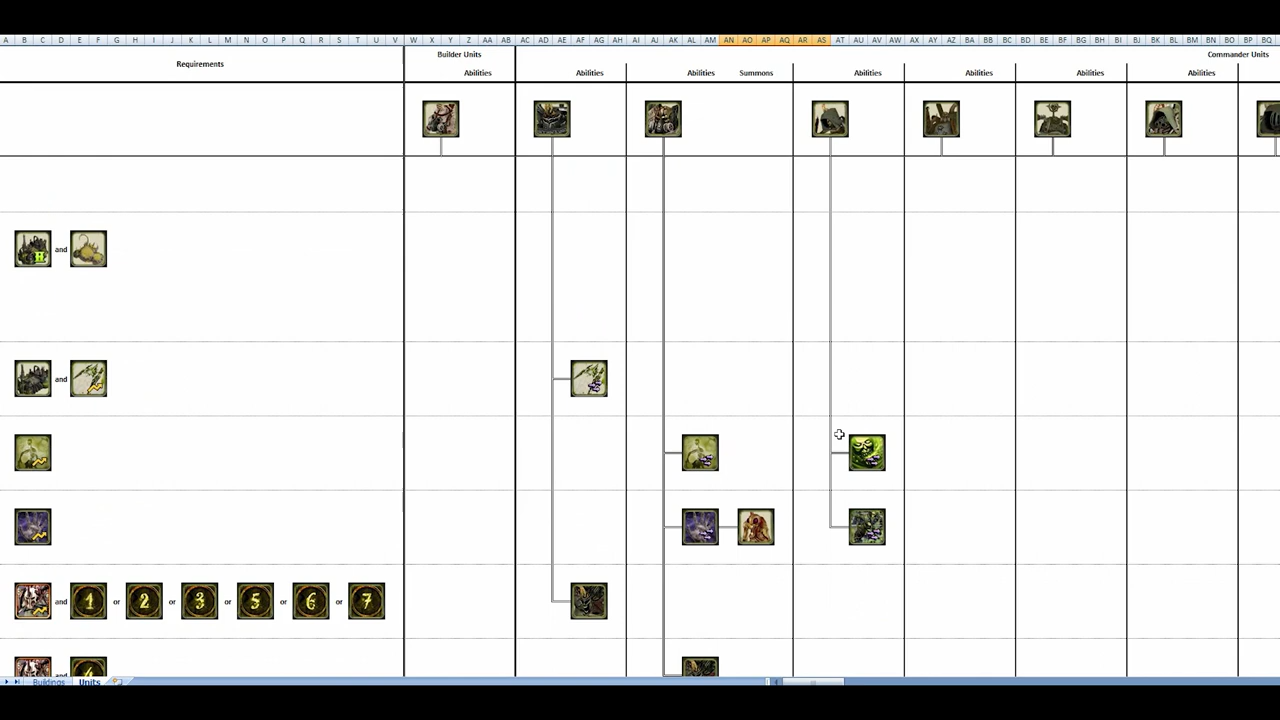 A B C D E F G H I J K L M N O P Q R S T U V W X Y Z AA AB AC AD AE AF AG AH AI AJ AK AL AM AN AO AP AQ AR AS AT AU AV AW AX AY AZ BA BB BC BD BE BF BG BH BI BJ BK BL BM BN BO BP BQ
Builder Units Commander Units
Requirements
Abilities Abilities Abilities Summons Abilities Abilities Abilities Abilities
and
and
and 1 or 2 or 3 or 5 or 6 or 7
and 4
Buildings Units